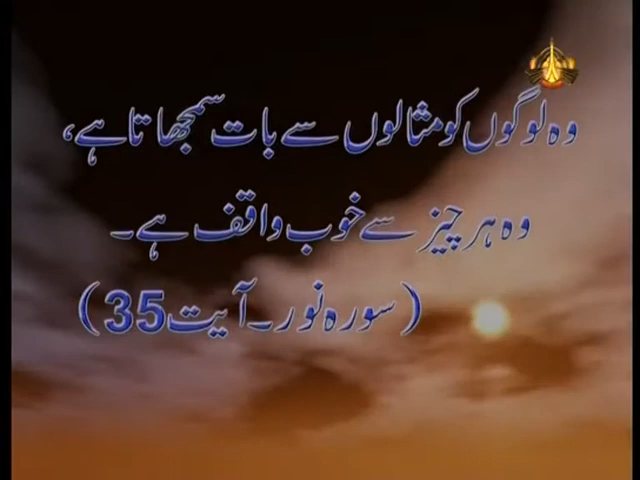 وہ لوگوں کو مثالوں سے بات سمجھاتا ہے،
وہ ہر چیز سے خوب واقف ہے۔
(سورہ نور۔ آیت 35)